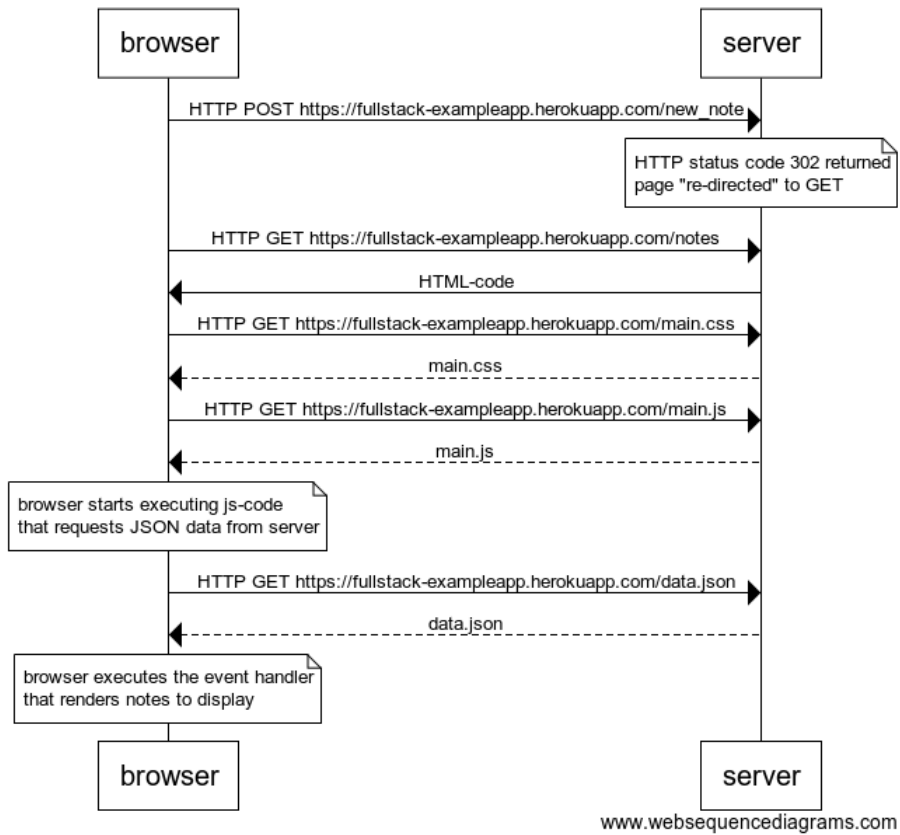 browser
server
HTTP POST https://fullstack-exampleapp.herokuapp.com/new_note
HTTP status code 302 returned
page "re-directed" to GET
HTTP GET https://fullstack-exampleapp.herokuapp.com/notes
HTML-code
HTTP GET https://fullstack-exampleapp.herokuapp.com/main.css
main.css
HTTP GET https://fullstack-exampleapp.herokuapp.com/main.js
main.js
browser starts executing js-code
that requests JSON data from server
HTTP GET https://fullstack-exampleapp.herokuapp.com/data.json
data.json
browser executes the event handler
that renders notes to display
browser
server
www.websequencediagrams.com